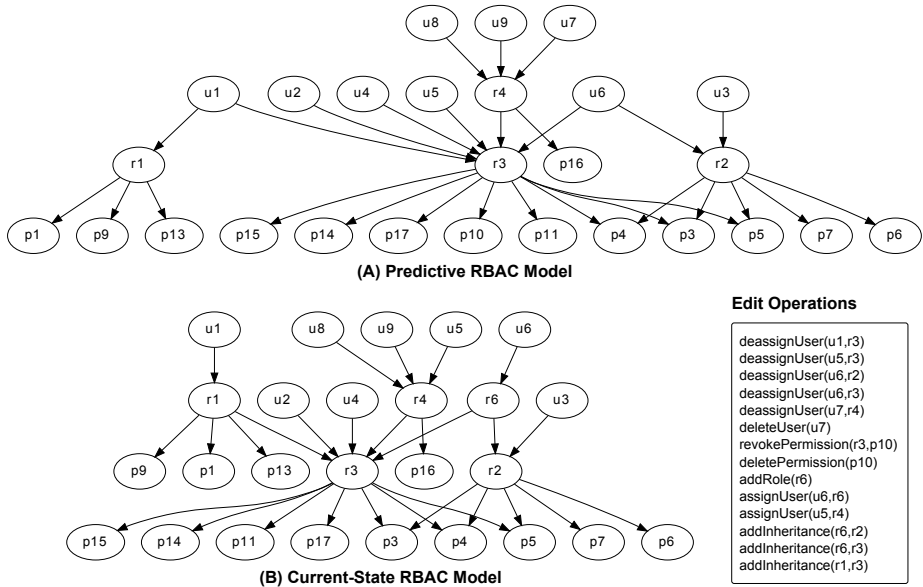 u8 u9 u7
u1 u2 u4 u5 r4 u6 u3
r1 r3 p16 r2
p1 p9 p13 p15 p14 p17 p10 p11 p4 p3 p5 p7 p6
(A) Predictive RBAC Model
u1 u8 u9 u5 u6
r1 u2 u4 r4 r6 u3
p9 p1 p13 r3 p16 r2
p15 p14 p11 p17 p3 p4 p5 p7 p6
(B) Current-State RBAC Model
Edit Operations
deassignUser(u1,r3)
deassignUser(u5,r3)
deassignUser(u6,r2)
deassignUser(u6,r3)
deassignUser(u7,r4)
deleteUser(u7)
revokePermission(r3,p10)
deletePermission(p10)
addRole(r6)
assignUser(u6,r6)
assignUser(u5,r4)
addInheritance(r6,r2)
addInheritance(r6,r3)
addInheritance(r1,r3)